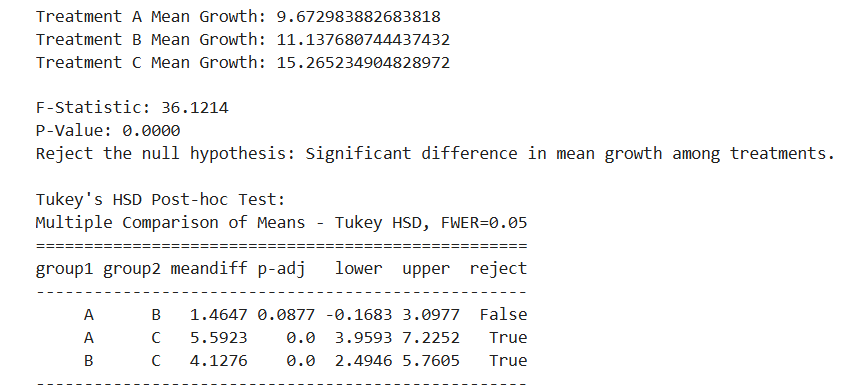 Treatment A Mean Growth: 9.672983882683818
Treatment B Mean Growth: 11.137680744437432
Treatment C Mean Growth: 15.265234904828972

F-Statistic: 36.1214
P-Value: 0.0000
Reject the null hypothesis: Significant difference in mean growth among treatments.

Tukey's HSD Post-hoc Test:
Multiple Comparison of Means - Tukey HSD, FWER=0.05
===================================================
group1 group2 meandiff p-adj   lower  upper  reject
---------------------------------------------------
     A      B   1.4647 0.0877 -0.1683 3.0977  False
     A      C   5.5923    0.0  3.9593 7.2252   True
     B      C   4.1276    0.0  2.4946 5.7605   True
---------------------------------------------------